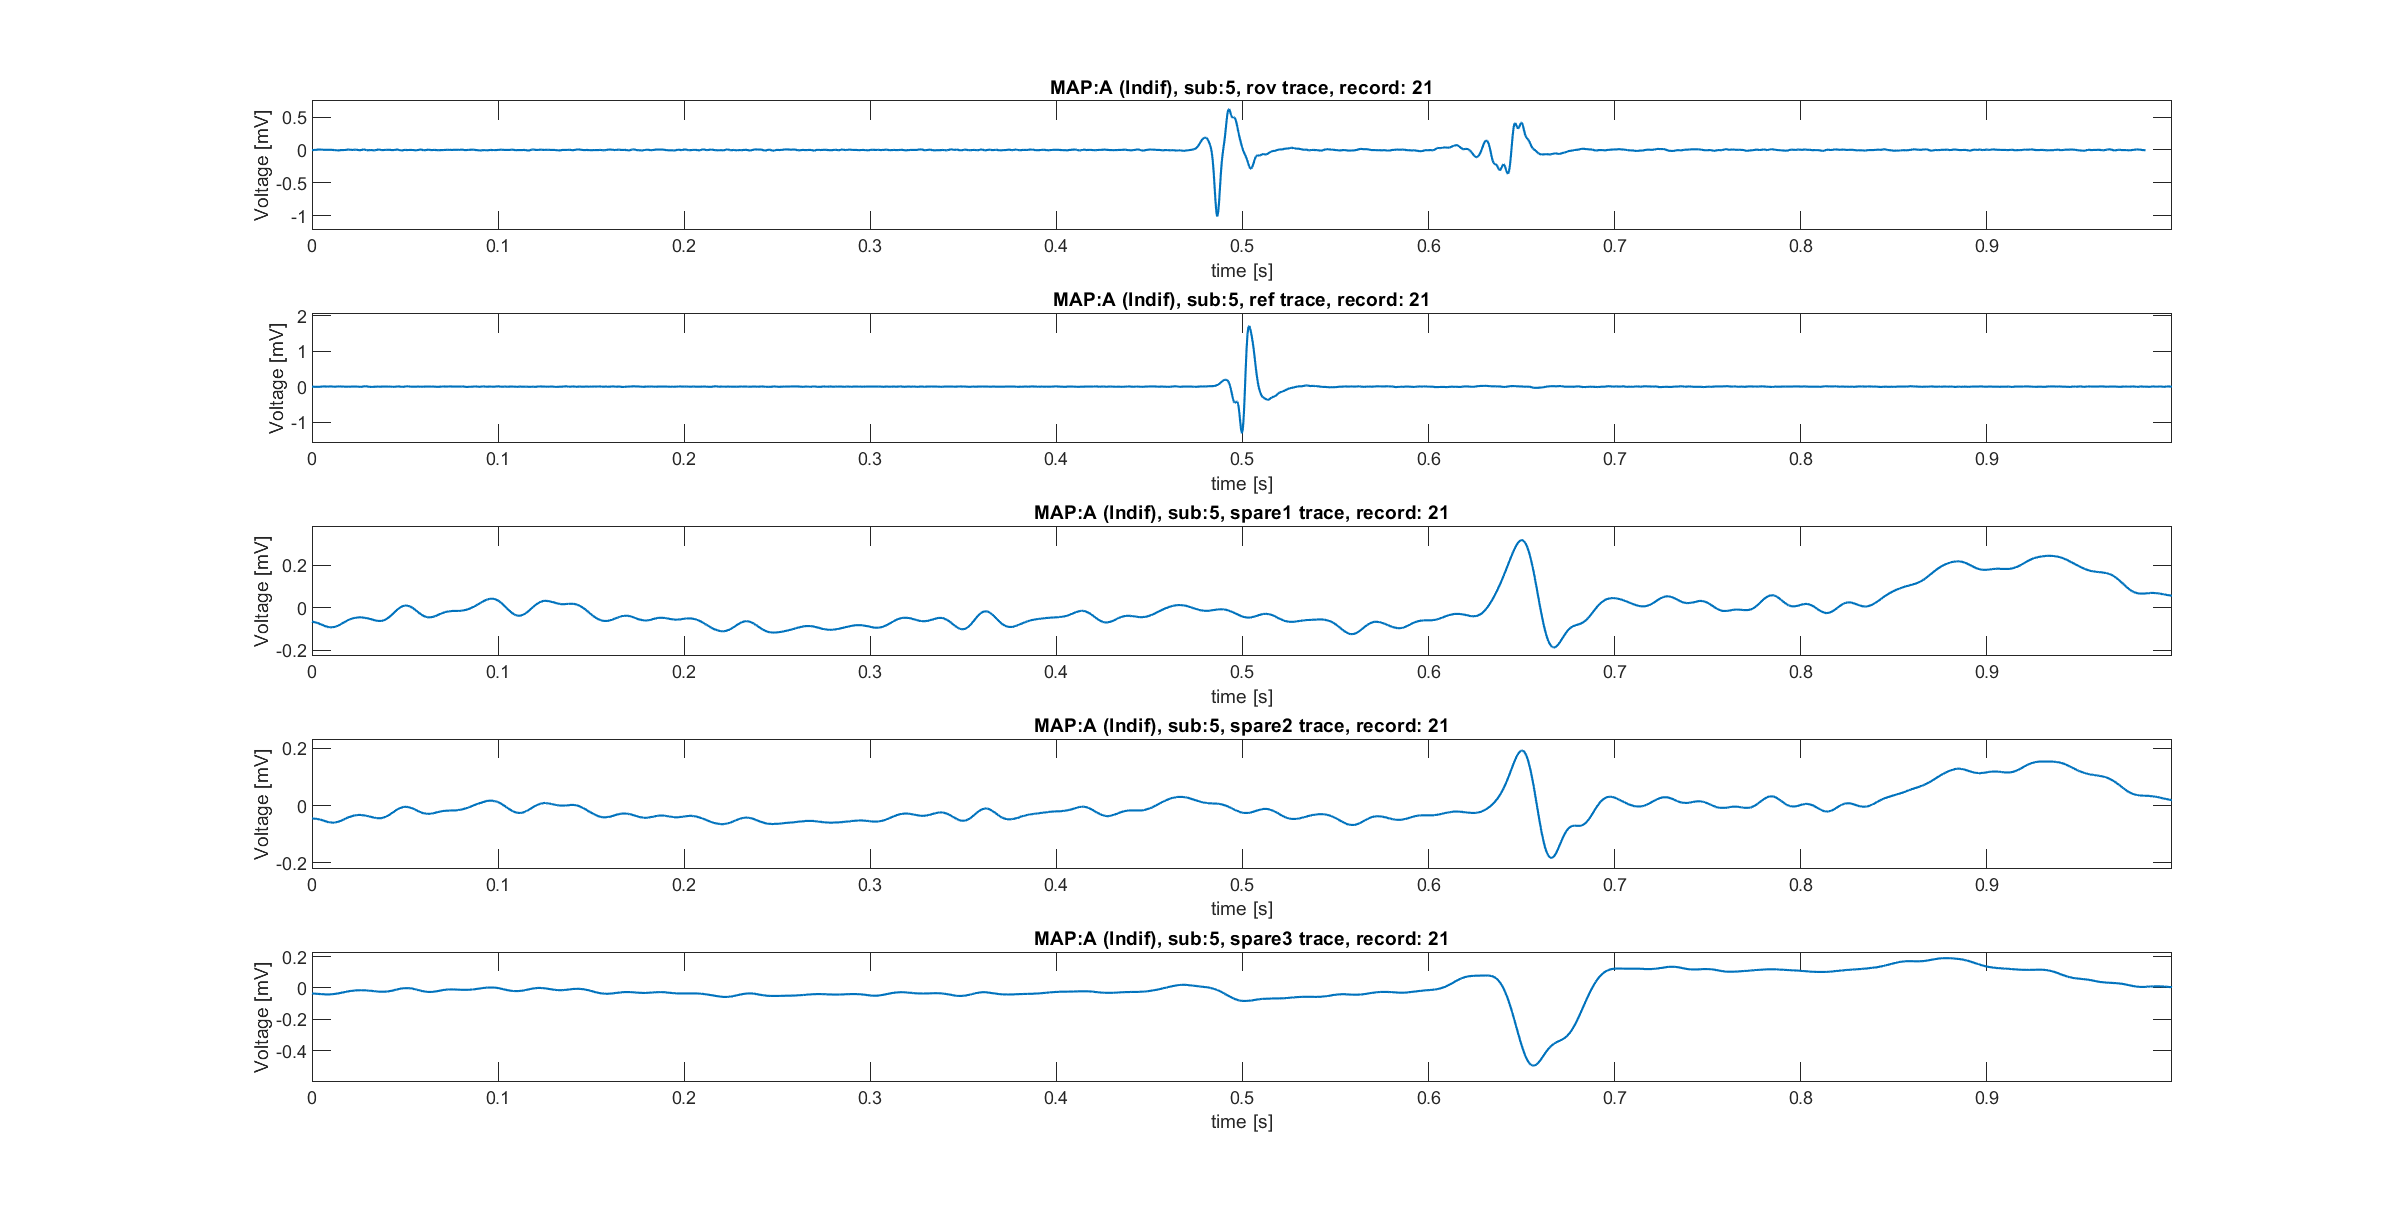 MAP:A (Indif), sub:5, rov trace, record: 21
Voltage [mV]
0.5
0
-0.5
-1
0 0.1 0.2 0.3 0.4 0.5 0.6 0.7 0.8 0.9
time [s]
MAP:A (Indif), sub:5, ref trace, record: 21
Voltage [mV]
2
1
0
-1
0 0.1 0.2 0.3 0.4 0.5 0.6 0.7 0.8 0.9
time [s]
MAP:A (Indif), sub:5, spare1 trace, record: 21
Voltage [mV]
0.2
0
-0.2
0 0.1 0.2 0.3 0.4 0.5 0.6 0.7 0.8 0.9
time [s]
MAP:A (Indif), sub:5, spare2 trace, record: 21
Voltage [mV]
0.2
0
-0.2
0 0.1 0.2 0.3 0.4 0.5 0.6 0.7 0.8 0.9
time [s]
MAP:A (Indif), sub:5, spare3 trace, record: 21
Voltage [mV]
0.2
0
-0.2
-0.4
0 0.1 0.2 0.3 0.4 0.5 0.6 0.7 0.8 0.9
time [s]